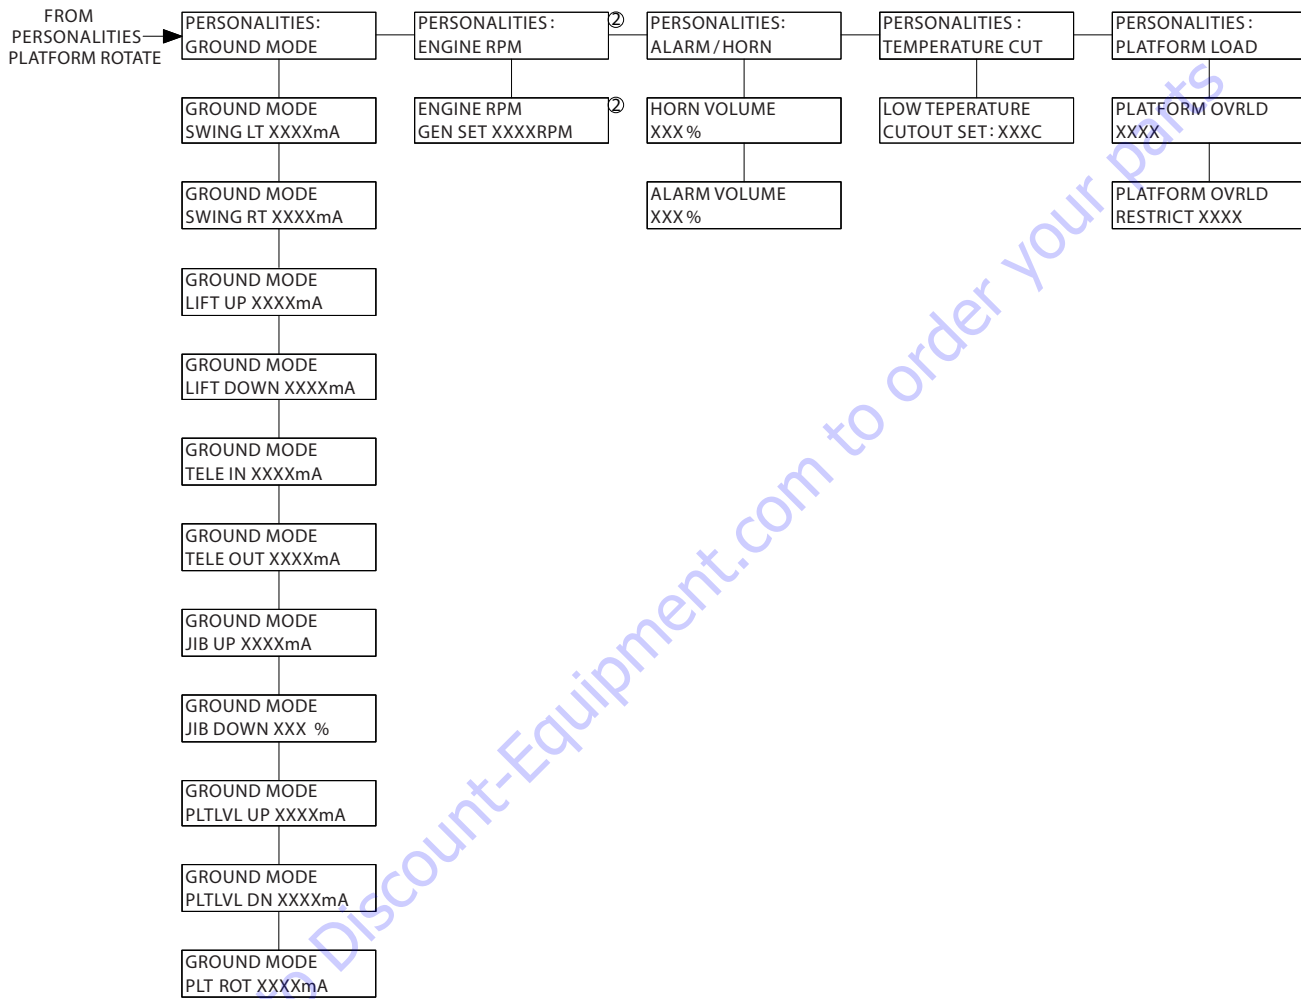 FROM
PERSONALITIES
PLATFORM ROTATE
PERSONALITIES:
GROUND MODE
PERSONALITIES:
ENGINE RPM
②
PERSONALITIES:
ALARM / HORN
PERSONALITIES :
TEMPERATURE CUT
PERSONALITIES :
PLATFORM LOAD
GROUND MODE
SWING LT XXXXmA
ENGINE RPM
GEN SET XXXXRPM
②
HORN VOLUME
XXX %
LOW TEPERATURE
CUTOUT SET: XXXC
PLATFORM OVRLD
XXXX
GROUND MODE
SWING RT XXXXmA
ALARM VOLUME
XXX %
PLATFORM OVRLD
RESTRICT XXXX
GROUND MODE
LIFT UP XXXXmA
GROUND MODE
LIFT DOWN XXXXmA
GROUND MODE
TELE IN XXXXmA
GROUND MODE
TELE OUT XXXXmA
GROUND MODE
JIB UP XXXXmA
GROUND MODE
JIB DOWN XXX %
GROUND MODE
PLTLVL UP XXXXmA
GROUND MODE
PLTLVL DN XXXXmA
GROUND MODE
PLT ROT XXXXmA
to Discount-Equipment.com to order your parts